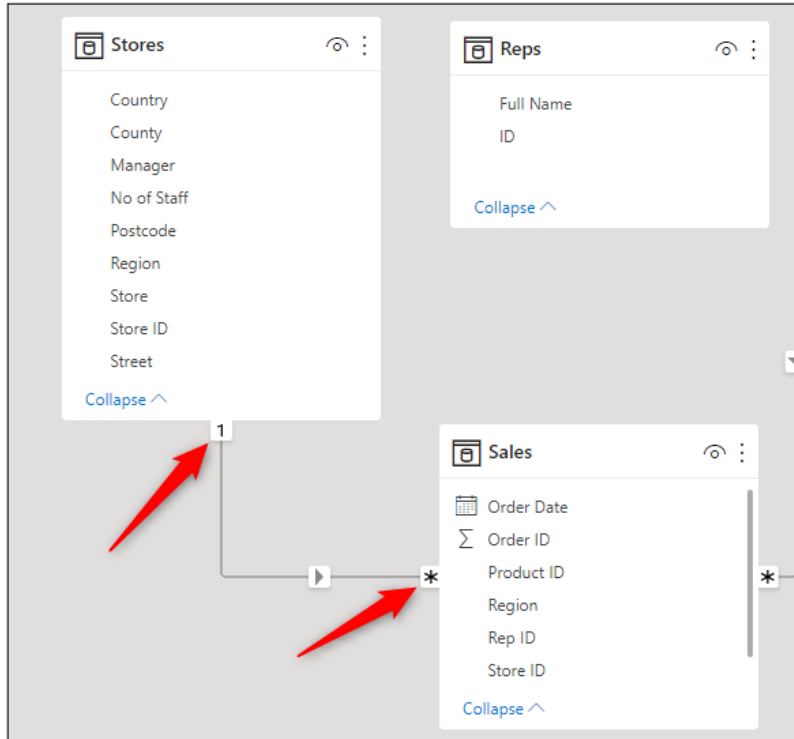 Stores
Country
County
Manager
No of Staff
Postcode
Region
Store
Store ID
Street
Collapse
1
Reps
Full Name
ID
Collapse
Sales
Order Date
Σ Order ID
Product ID
Region
Rep ID
Store ID
Collapse
*
*